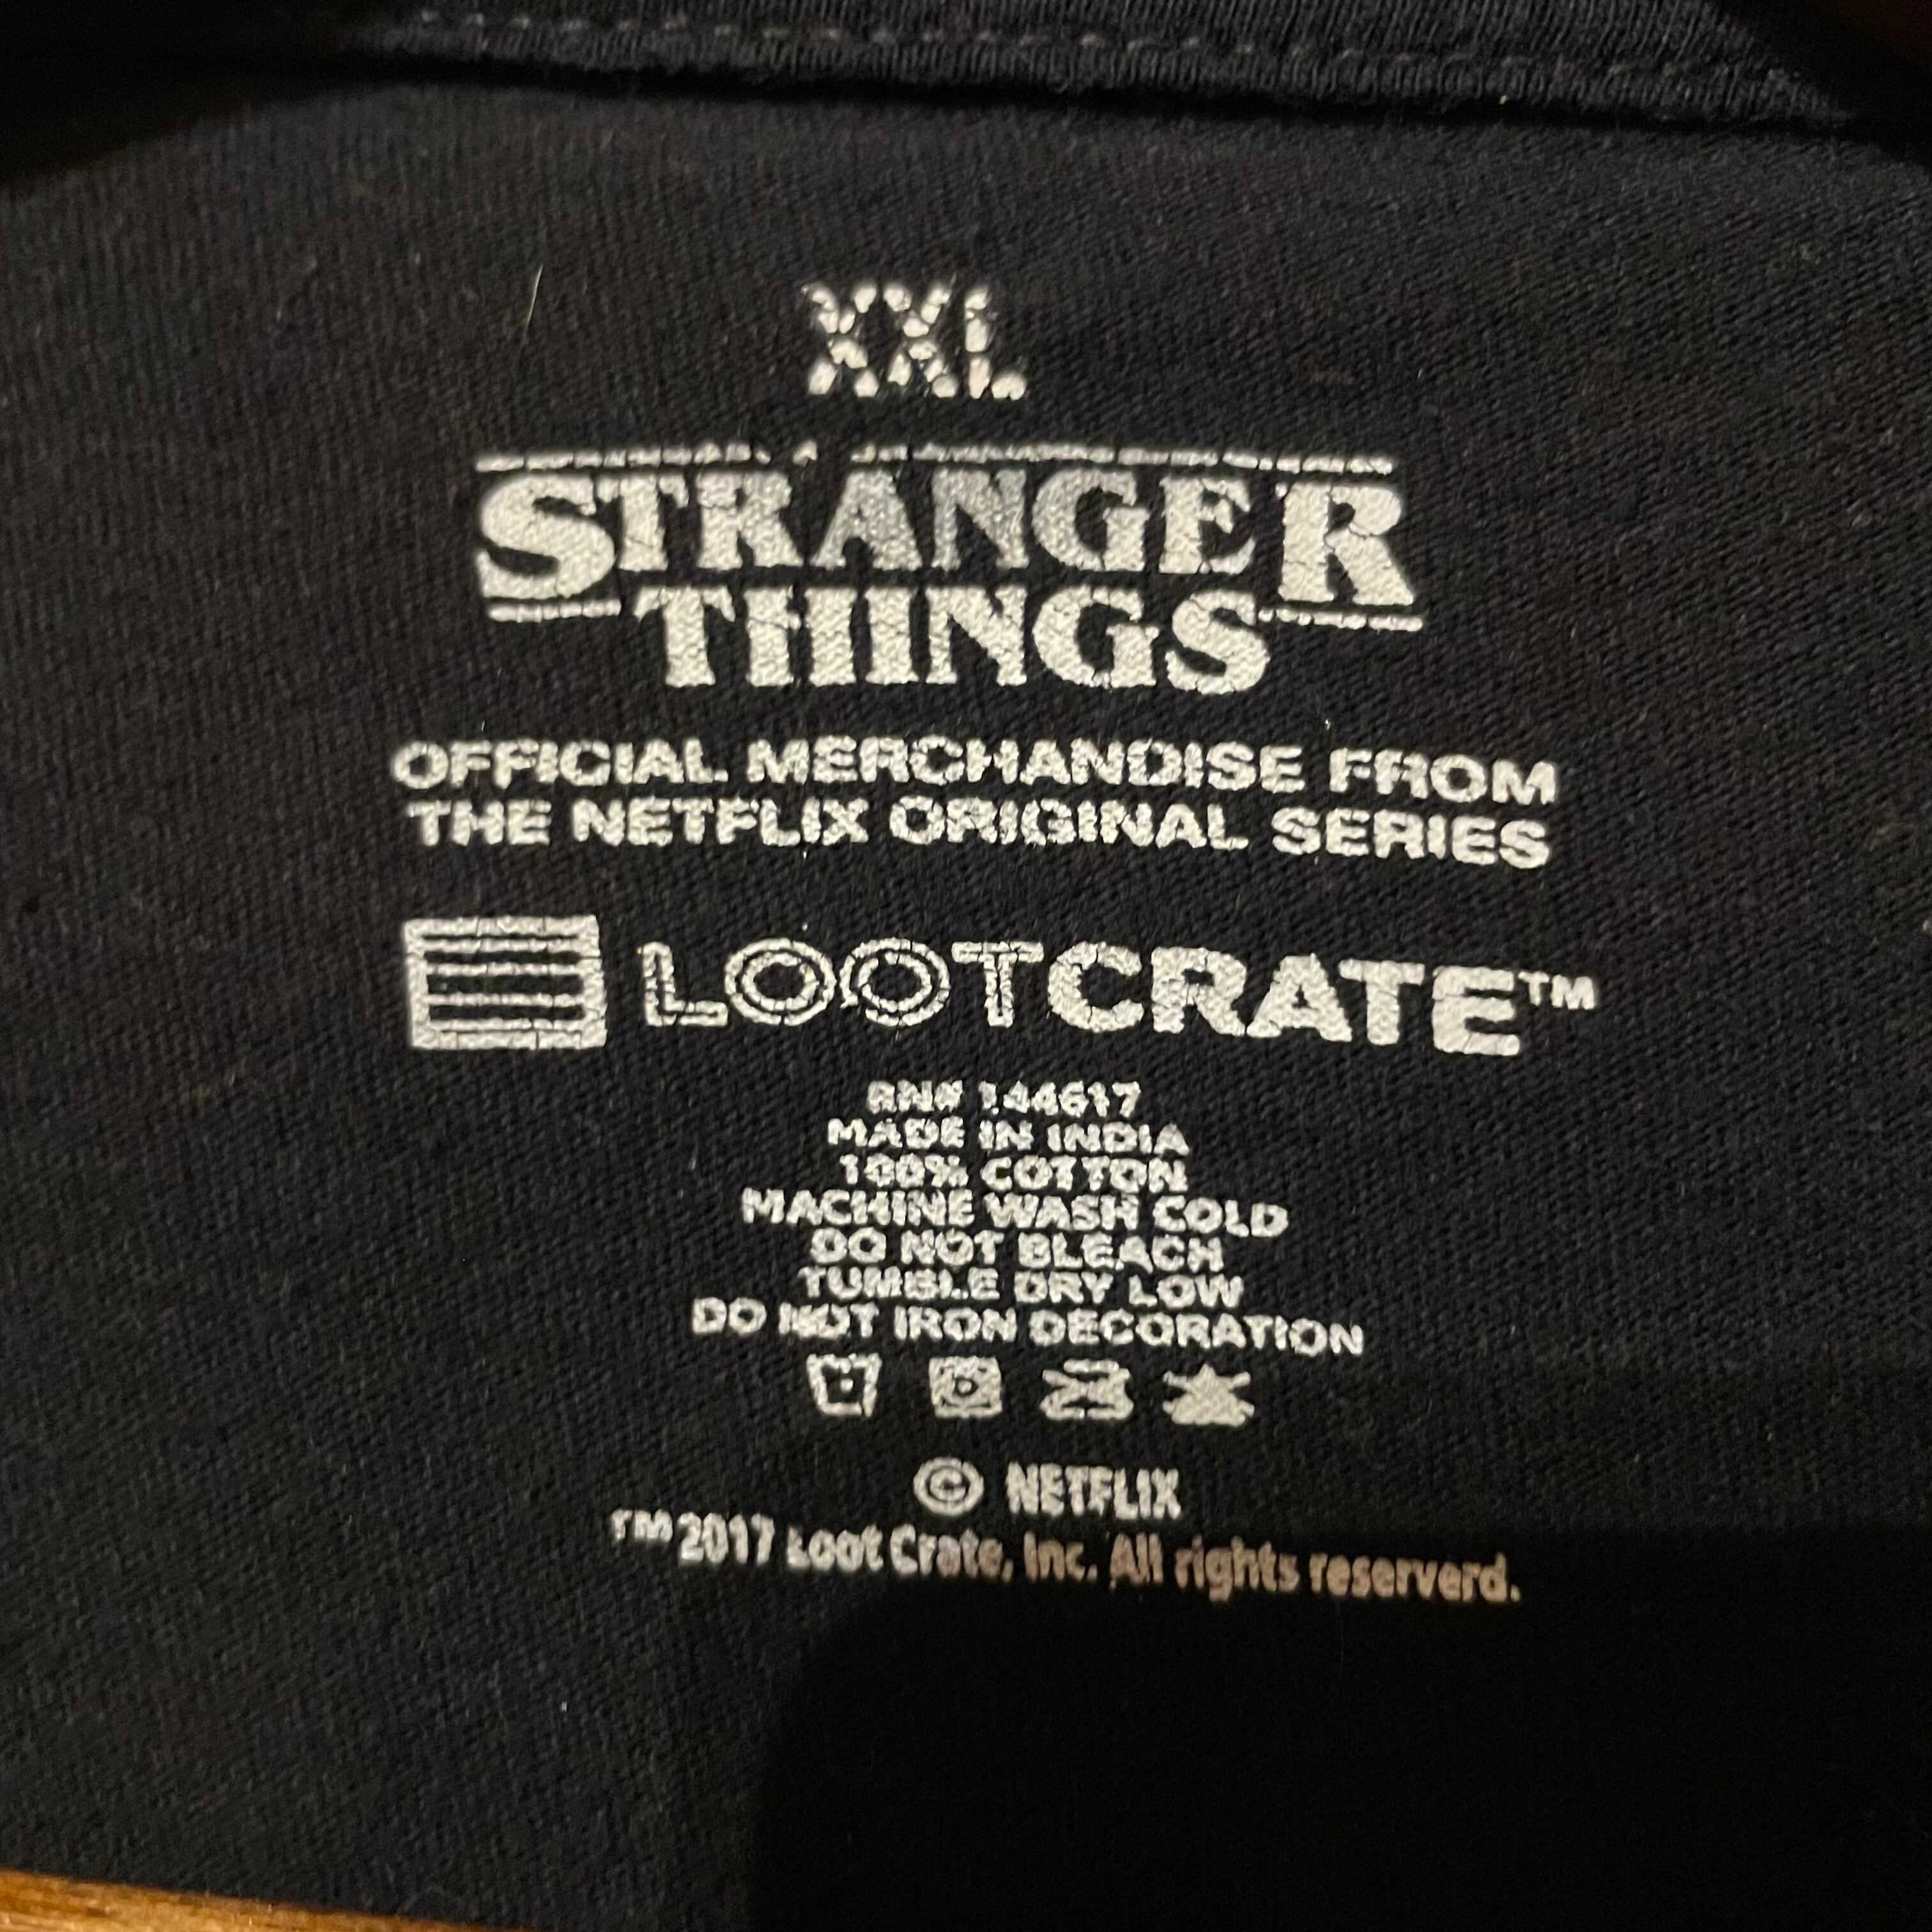 XXL
STRANGER
THINGS
OFFICIAL MERCHANDISE FROM
THE NETFLIX ORIGINAL SERIES
LOOTCRATE™
RN# 144617
MADE IN INDIA
100% COTTON
MACHINE WASH COLD
DO NOT BLEACH
TUMBLE DRY LOW
DO NOT IRON DECORATION
© NETFLIX
™ 2017 Loot Crate, Inc. All rights reserverd.